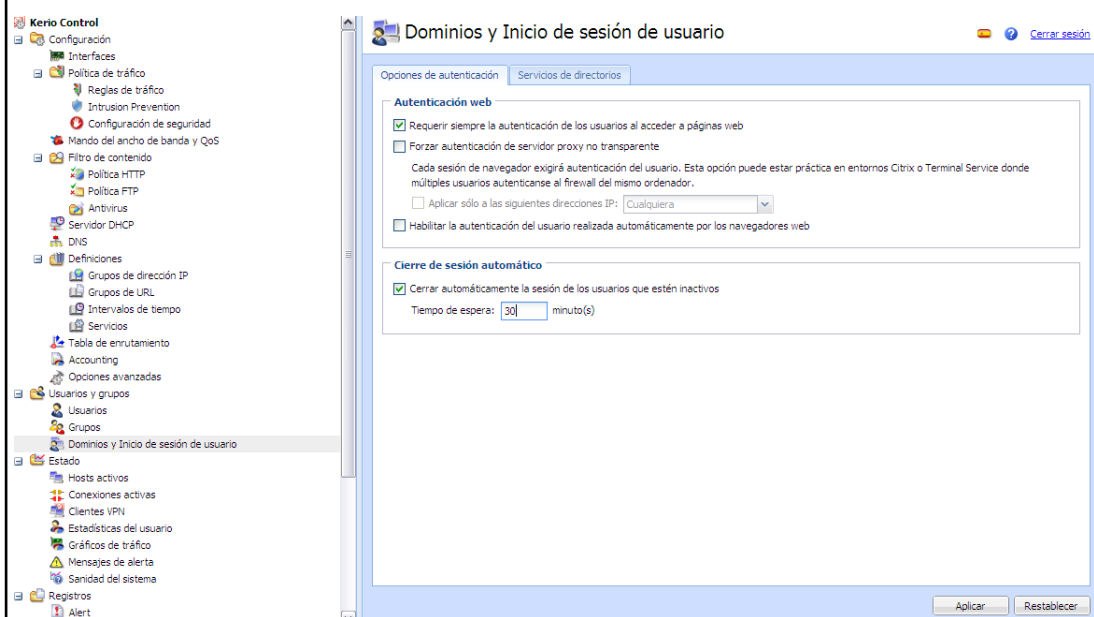 Kerio Control
Configuración
Interfaces
Política de tráfico
Reglas de tráfico
Intrusion Prevention
Configuración de seguridad
Mando del ancho de banda y QoS
Filtro de contenido
Política HTTP
Política FTP
Antivirus
Servidor DHCP
DNS
Definiciones
Grupos de dirección IP
Grupos de URL
Intervalos de tiempo
Servicios
Tabla de enrutamiento
Accounting
Opciones avanzadas
Usuarios y grupos
Usuarios
Grupos
Dominios y Inicio de sesión de usuario
Estado
Hosts activos
Conexiones activas
Clientes VPN
Estadísticas del usuario
Gráficos de tráfico
Mensajes de alerta
Sanidad del sistema
Registros
Alert
Dominios y Inicio de sesión de usuario
Cerrar sesión
Opciones de autenticación Servicios de directorios
Autenticación web
Requerir siempre la autenticación de los usuarios al acceder a páginas web
Forzar autenticación de servidor proxy no transparente
Cada sesión de navegador exigirá autenticación del usuario. Esta opción puede estar práctica en entornos Citrix o Terminal Service donde
múltiples usuarios autenticanse al firewall del mismo ordenador.
Aplicar sólo a las siguientes direcciones IP: Cualquiera
Habilitar la autenticación del usuario realizada automáticamente por los navegadores web
Cierre de sesión automático
Cerrar automáticamente la sesión de los usuarios que estén inactivos
Tiempo de espera: 30 minuto(s)
Aplicar Restablecer